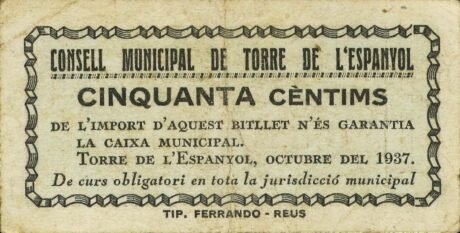 CONSELL MUNICIPAL DE TORRE DE L'ESPANYOL
CINQUANTA CÈNTIMS
DE L'IMPORT D'AQUEST BITLLET N'ÉS GARANTIA
LA CAIXA MUNICIPAL.
TORRE DE L'ESPANYOL, OCTUBRE DEL 1937.
De curs obligatori en tota la jurisdicció municipal
TIP. FERRANDO - REUS